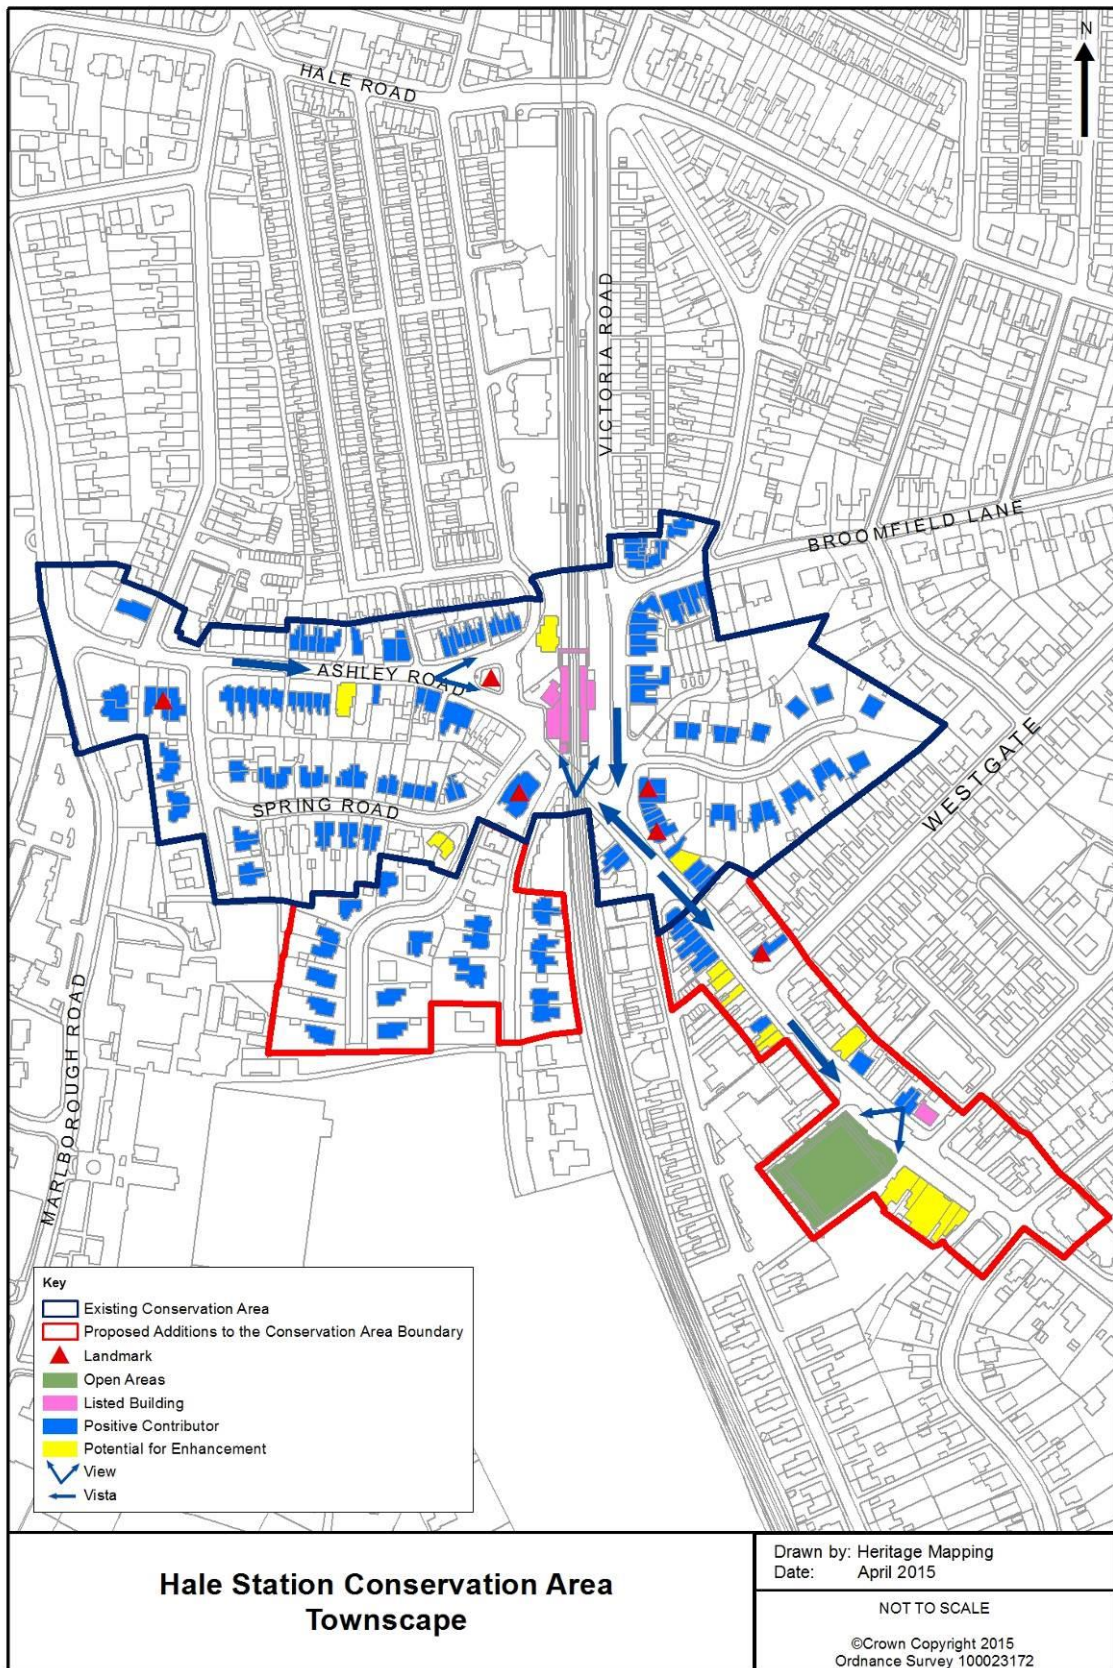 N
HALE ROAD
VICTORIA ROAD
BROOMFIELD LANE
ASHLEY ROAD
WESTGATE
SPRING ROAD
MARLBOROUGH ROAD
Key
Existing Conservation Area
Proposed Additions to the Conservation Area Boundary
Landmark
Open Areas
Listed Building
Positive Contributor
Potential for Enhancement
View
Vista
Hale Station Conservation Area
Townscape
Drawn by: Heritage Mapping
Date: April 2015
NOT TO SCALE
©Crown Copyright 2015
Ordnance Survey 100023172